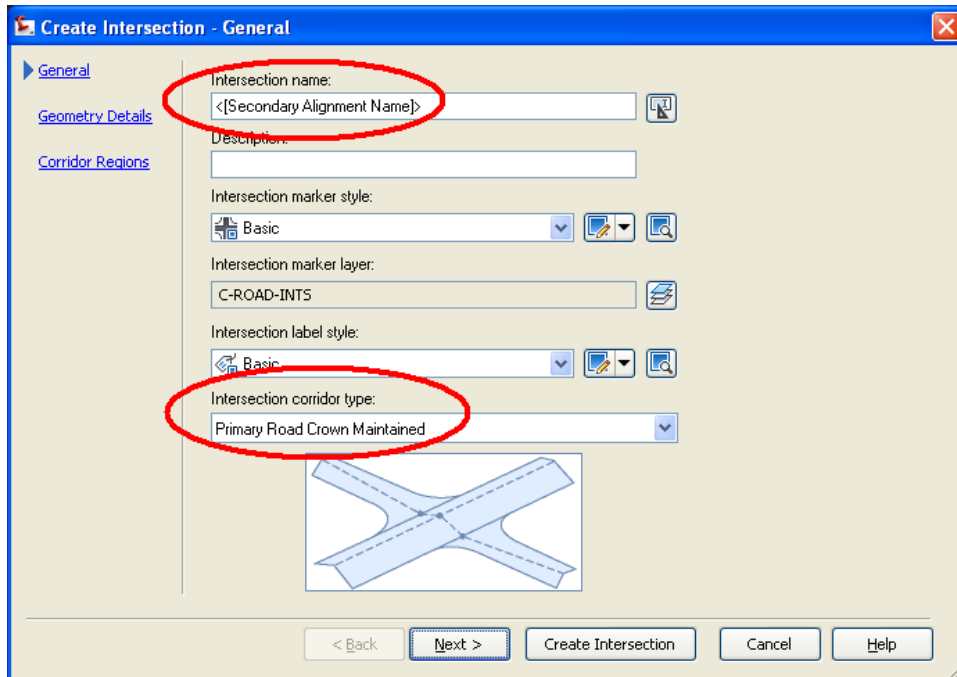 Create Intersection - General
General
Geometry Details
Corridor Regions
Intersection name:
<[Secondary Alignment Name]>
Description:
Intersection marker style:
Basic
Intersection marker layer:
C-ROAD-INTS
Intersection label style:
Basic
Intersection corridor type:
Primary Road Crown Maintained
< Back
Next >
Create Intersection
Cancel
Help